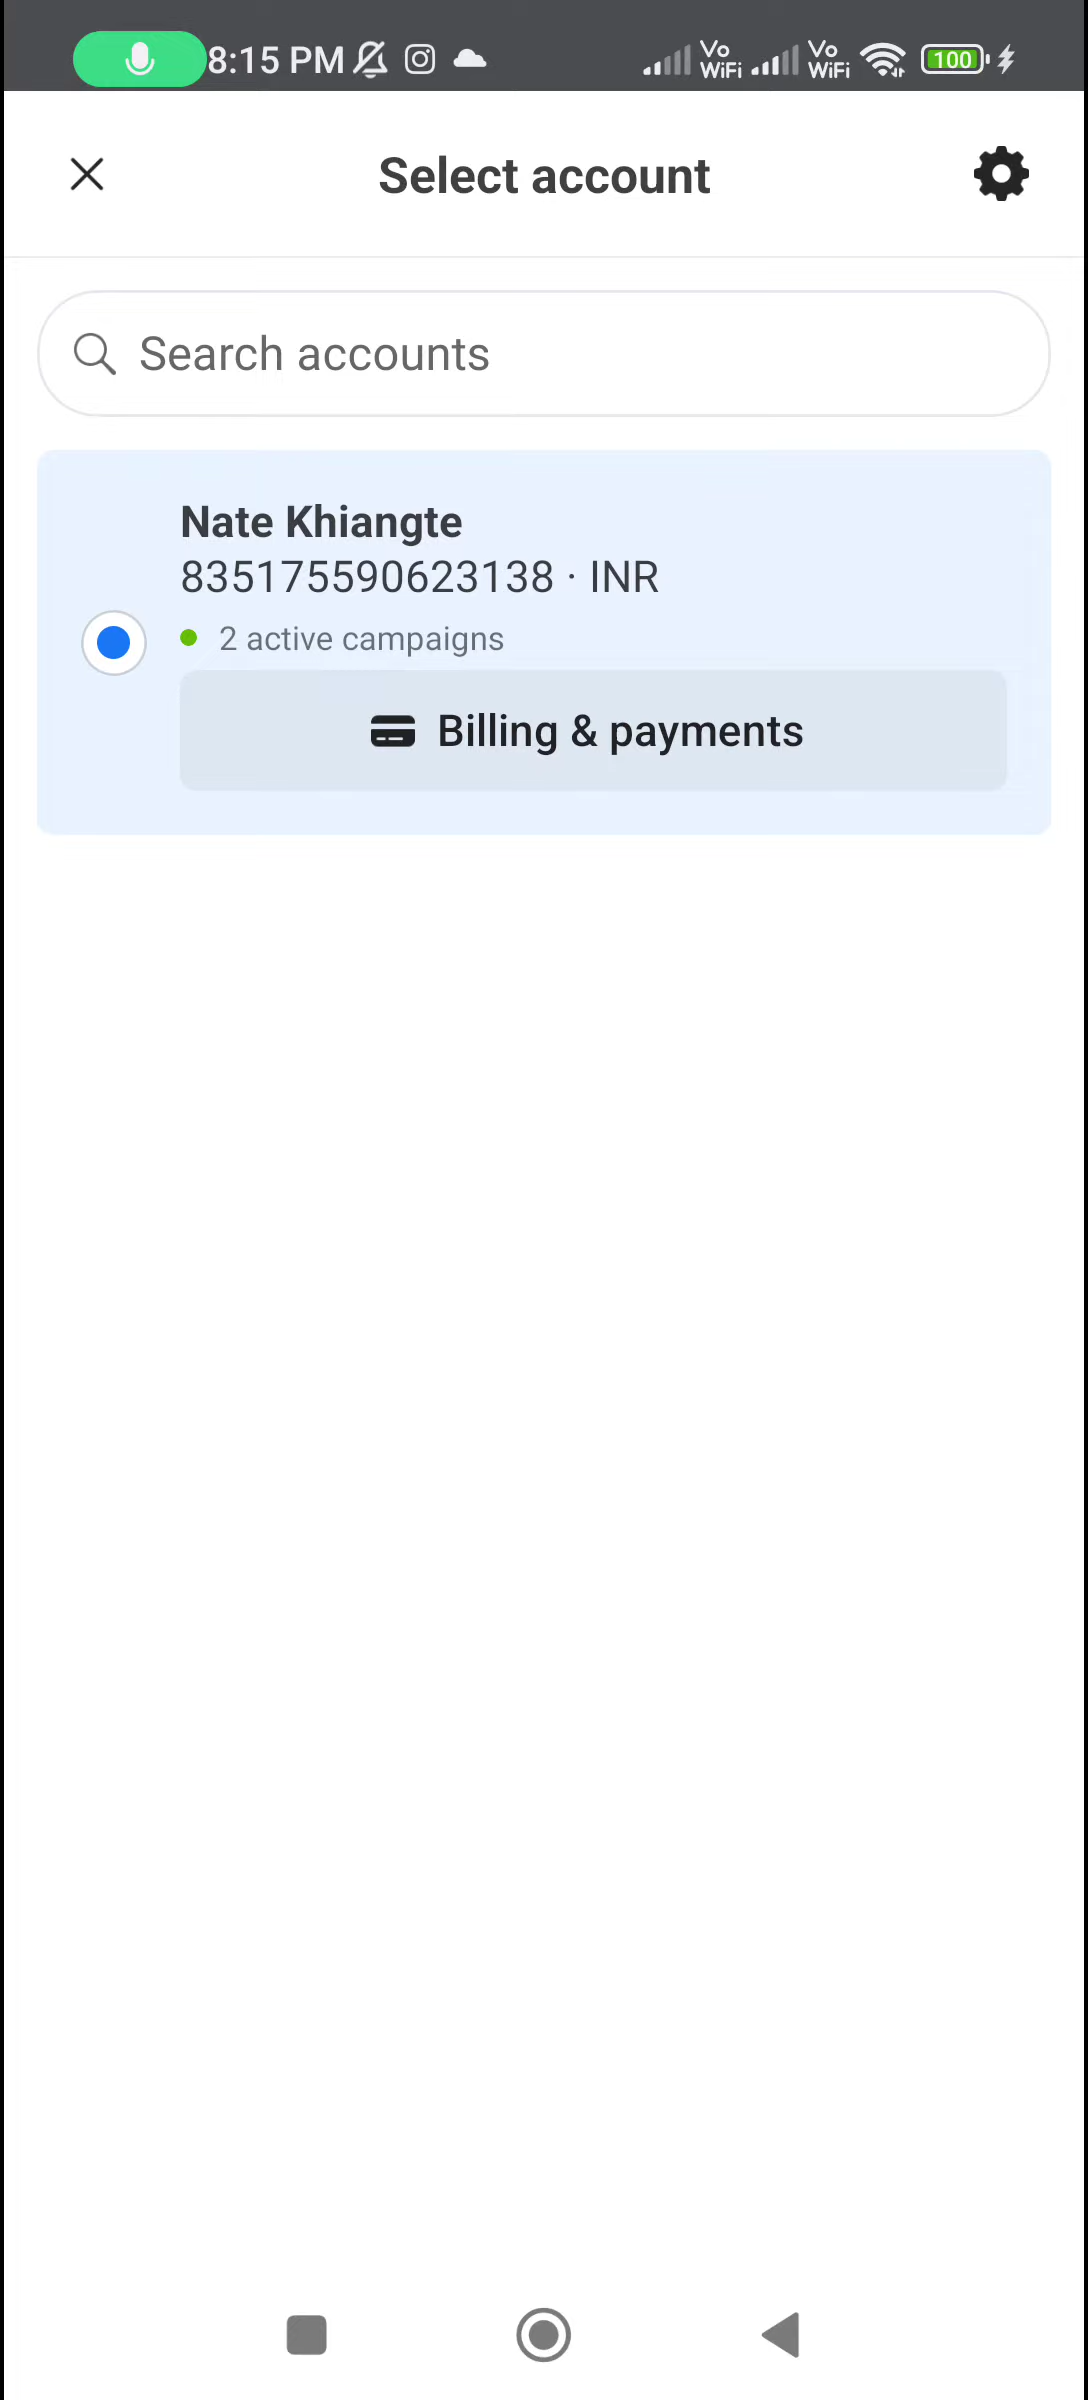 8:15 PM Vo WiFi Vo WiFi 100
Select account
Search accounts
Nate Khiangte
835175590623138 · INR
2 active campaigns
Billing & payments